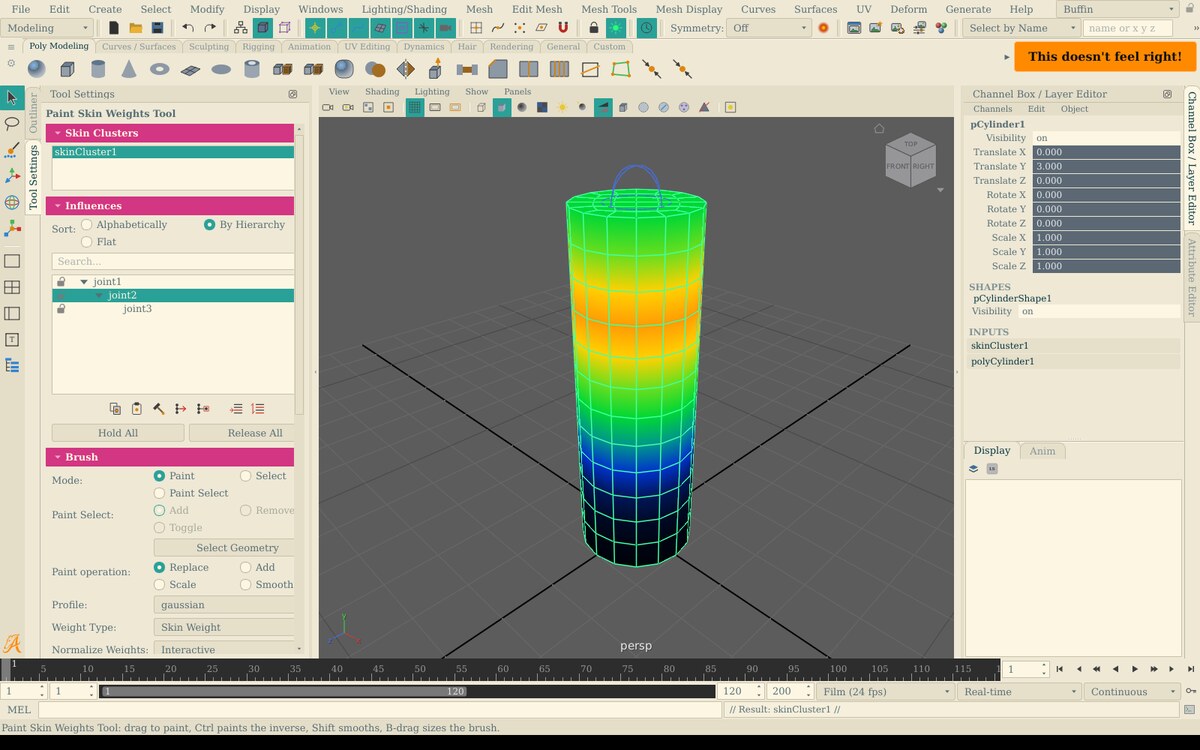 File Edit Create Select Modify Display Windows Lighting/Shading Mesh Edit Mesh Mesh Tools Mesh Display Curves Surfaces UV Deform Generate Help Buffin
Modeling Symmetry: Off Select by Name name or x y z »
Poly Modeling Curves / Surfaces Sculpting Rigging Animation UV Editing Dynamics Hair Rendering General Custom
This doesn't feel right!
Tool Settings
View Shading Lighting Show Panels
Channel Box / Layer Editor
Channels Edit Object
Outliner
Tool Settings
Channel Box / Layer Editor
Attribute Editor
Paint Skin Weights Tool
Skin Clusters
skinCluster1
Influences
Sort: Alphabetically By Hierarchy
Flat
Search...
joint1
joint2
joint3
Hold All Release All
Brush
Mode: Paint Select
Paint Select
Paint Select: Add Remove
Toggle
Select Geometry
Paint operation: Replace Add
Scale Smooth
Profile: gaussian
Weight Type: Skin Weight
Normalize Weights: Interactive
TOP
FRONT RIGHT
Y
persp
pCylinder1
Visibility on
Translate X 0.000
Translate Y 3.000
Translate Z 0.000
Rotate X 0.000
Rotate Y 0.000
Rotate Z 0.000
Scale X 1.000
Scale Y 1.000
Scale Z 1.000
SHAPES
pCylinderShape1
Visibility on
INPUTS
skinCluster1
polyCylinder1
Display Anim
1 5 10 15 20 25 30 35 40 45 50 55 60 65 70 75 80 85 90 95 100 105 110 115 1
1 1 1 120 120 200 Film (24 fps) Real-time Continuous
MEL // Result: skinCluster1 //
Paint Skin Weights Tool: drag to paint, Ctrl paints the inverse, Shift smooths, B-drag sizes the brush.